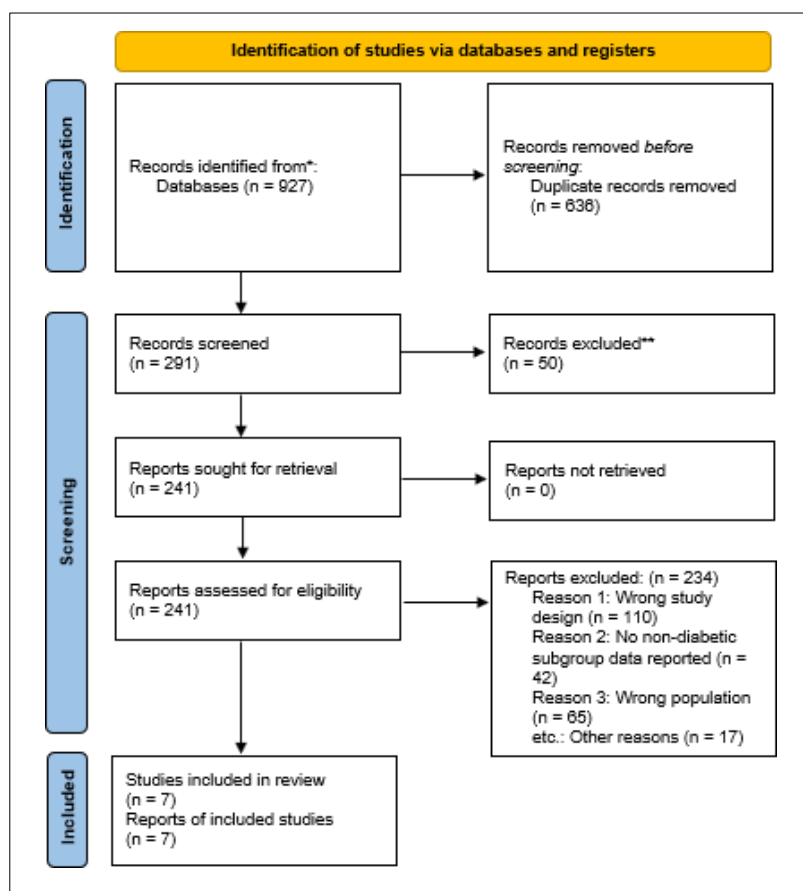 Identification of studies via databases and registers
Identification
Records identified from*:
Databases (n = 927)
Records removed before
screening:
Duplicate records removed
(n = 636)
Screening
Records screened
(n = 291)
Records excluded**
(n = 50)
Reports sought for retrieval
(n = 241)
Reports not retrieved
(n = 0)
Reports assessed for eligibility
(n = 241)
Reports excluded: (n = 234)
Reason 1: Wrong study
design (n = 110)
Reason 2: No non-diabetic
subgroup data reported (n =
42)
Reason 3: Wrong population
(n = 65)
etc.: Other reasons (n = 17)
Included
Studies included in review
(n = 7)
Reports of included studies
(n = 7)